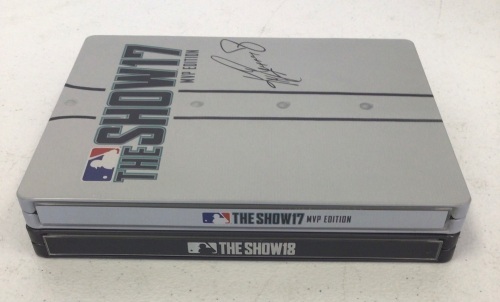 THE SHOW17
MVP EDITION
THE SHOW17 MVP EDITION
THE SHOW18